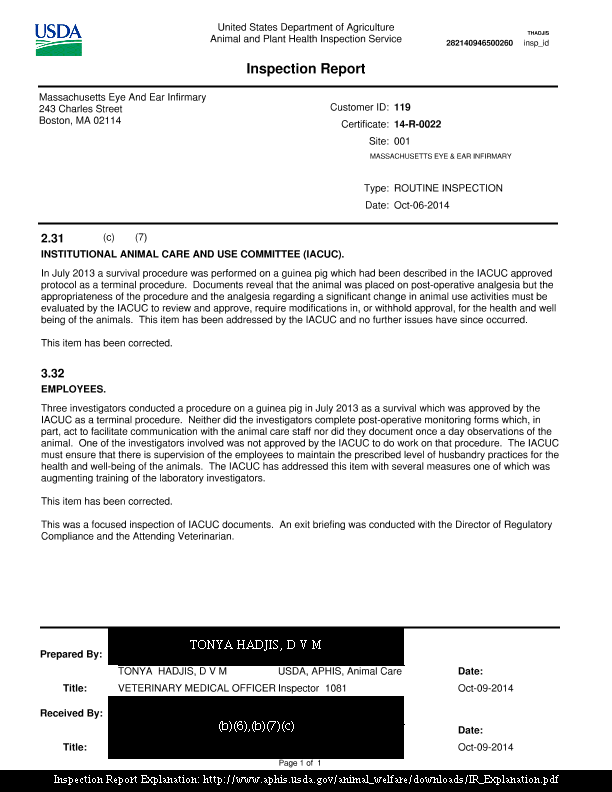 USDA
United States Department of Agriculture
Animal and Plant Health Inspection Service
THADJIS
282140946500260 insp_id
Inspection Report
Massachusetts Eye And Ear Infirmary
243 Charles Street
Boston, MA 02114
Customer ID: 119
Certificate: 14-R-0022
Site: 001
MASSACHUSETTS EYE & EAR INFIRMARY
Type: ROUTINE INSPECTION
Date: Oct-06-2014
2.31 (c) (7)
INSTITUTIONAL ANIMAL CARE AND USE COMMITTEE (IACUC).
In July 2013 a survival procedure was performed on a guinea pig which had been described in the IACUC approved
protocol as a terminal procedure. Documents reveal that the animal was placed on post-operative analgesia but the
appropriateness of the procedure and the analgesia regarding a significant change in animal use activities must be
evaluated by the IACUC to review and approve, require modifications in, or withhold approval, for the health and well
being of the animals. This item has been addressed by the IACUC and no further issues have since occurred.
This item has been corrected.
3.32
EMPLOYEES.
Three investigators conducted a procedure on a guinea pig in July 2013 as a survival which was approved by the
IACUC as a terminal procedure. Neither did the investigators complete post-operative monitoring forms which, in
part, act to facilitate communication with the animal care staff nor did they document once a day observations of the
animal. One of the investigators involved was not approved by the IACUC to do work on that procedure. The IACUC
must ensure that there is supervision of the employees to maintain the prescribed level of husbandry practices for the
health and well-being of the animals. The IACUC has addressed this item with several measures one of which was
augmenting training of the laboratory investigators.
This item has been corrected.
This was a focused inspection of IACUC documents. An exit briefing was conducted with the Director of Regulatory
Compliance and the Attending Veterinarian.
TONYA HADJIS, D V M
Prepared By:
TONYA HADJIS, D V M USDA, APHIS, Animal Care Date:
Title: VETERINARY MEDICAL OFFICER Inspector 1081 Oct-09-2014
Received By:
(b)(6),(b)(7)(c)
Date:
Title: Oct-09-2014
Page 1 of 1
Inspection Report Explanation: http://www.aphis.usda.gov/animal_welfare/downloads/IR_Explanation.pdf